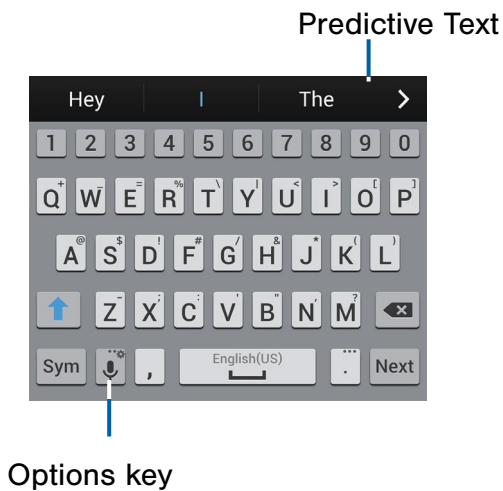 Predictive Text
Hey I The >
1 2 3 4 5 6 7 8 9 0
+ - = % \ | < > [ ]
Q W E R T Y U I O P
@ $ ! # / & * ( )
A S D F G H J K L
- ; : ' " , ?
Z X C V B N M
Sym , English(US) . Next
Options key